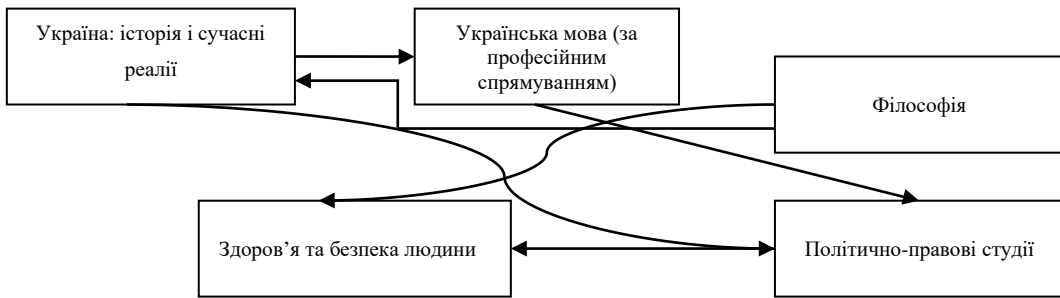 Україна: історія і сучасні
реалії
Українська мова (за
професійним
спрямуванням)
Філософія
Здоров’я та безпека людини
Політично-правові студії